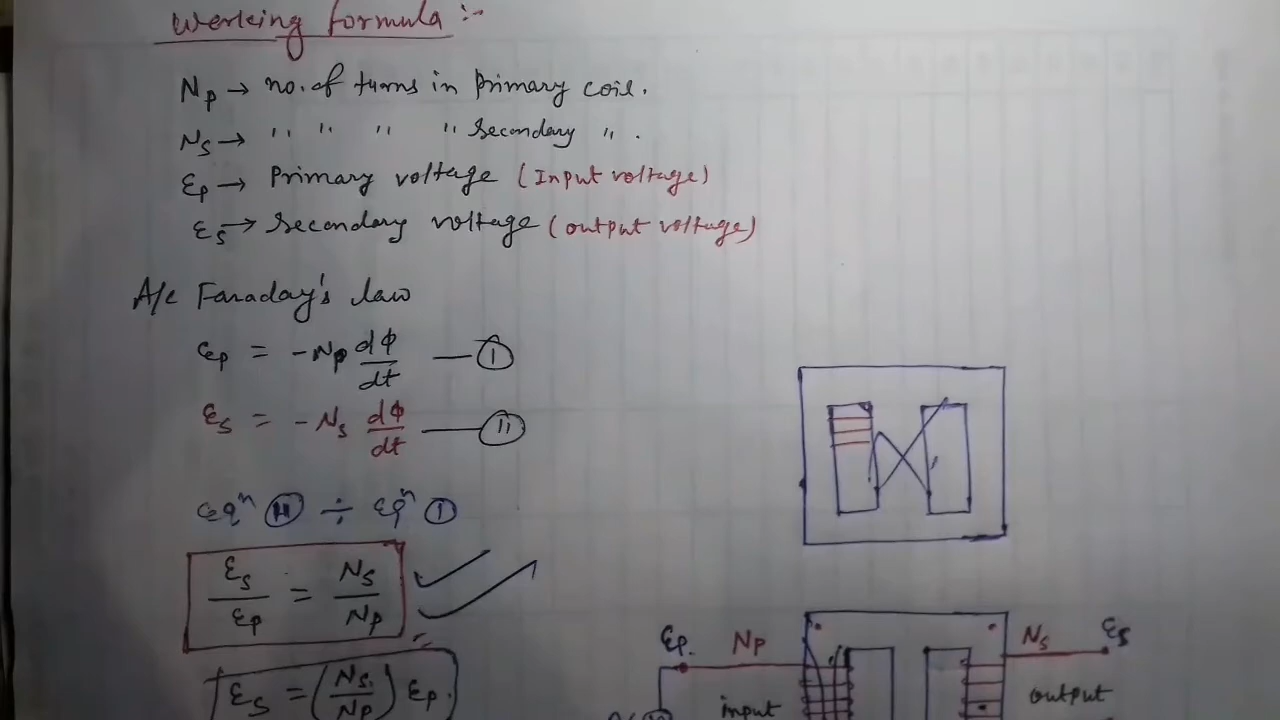 Working formula :-
Np → no. of turns in Primary coil.
Ns → " " " " Secondary " .
Ep → Primary voltage (Input voltage)
Es → Secondary voltage (output voltage)
A/c Faraday's law
Ep = -Np dϕ/dt — I
Es = -Ns dϕ/dt — II
Eqⁿ II ÷ Eqⁿ I
Es/Ep = Ns/Np
Es = (Ns/Np) Ep.
Ep. Np Ns Es
input output